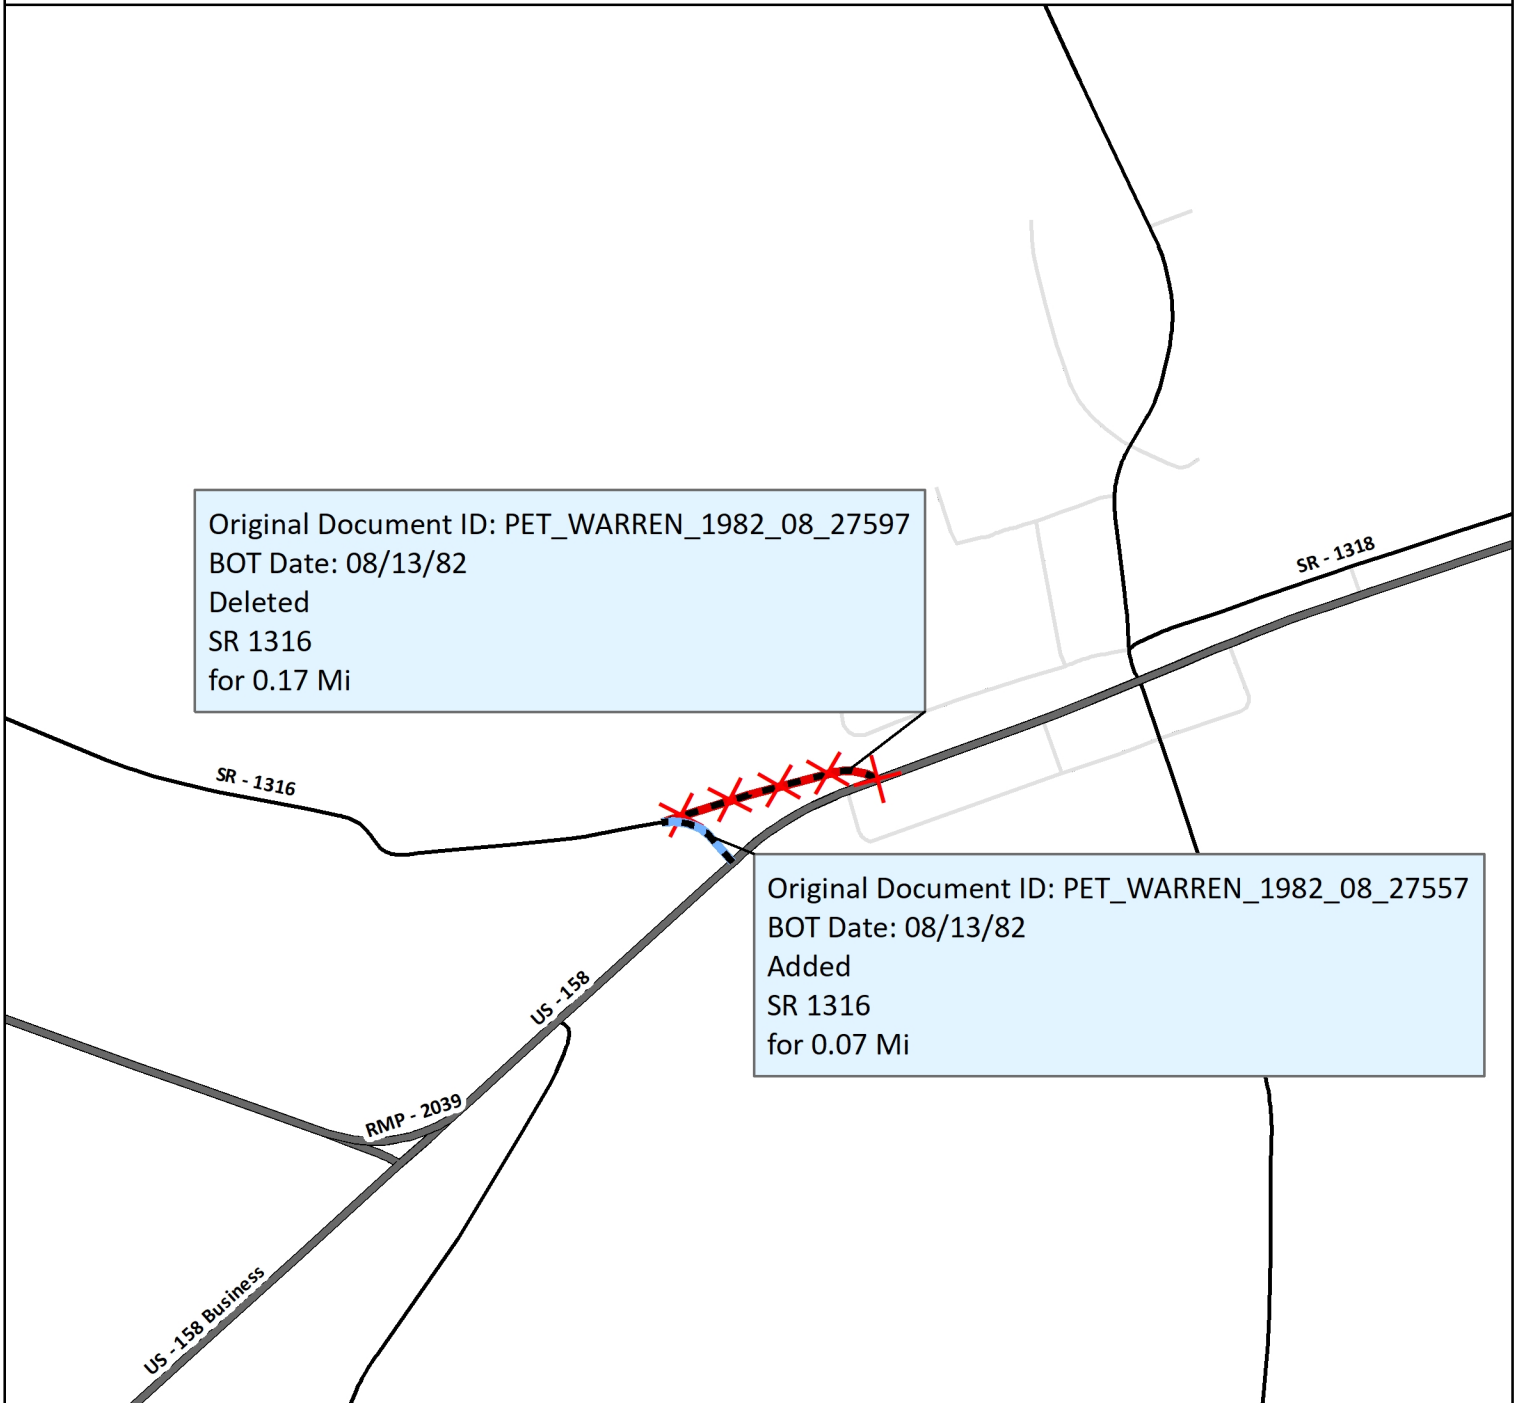 Original Document ID: PET_WARREN_1982_08_27597
BOT Date: 08/13/82
Deleted
SR 1316
for 0.17 Mi
SR - 1318
SR - 1316
Original Document ID: PET_WARREN_1982_08_27557
BOT Date: 08/13/82
Added
SR 1316
for 0.07 Mi
US - 158
RMP - 2039
US - 158 Business